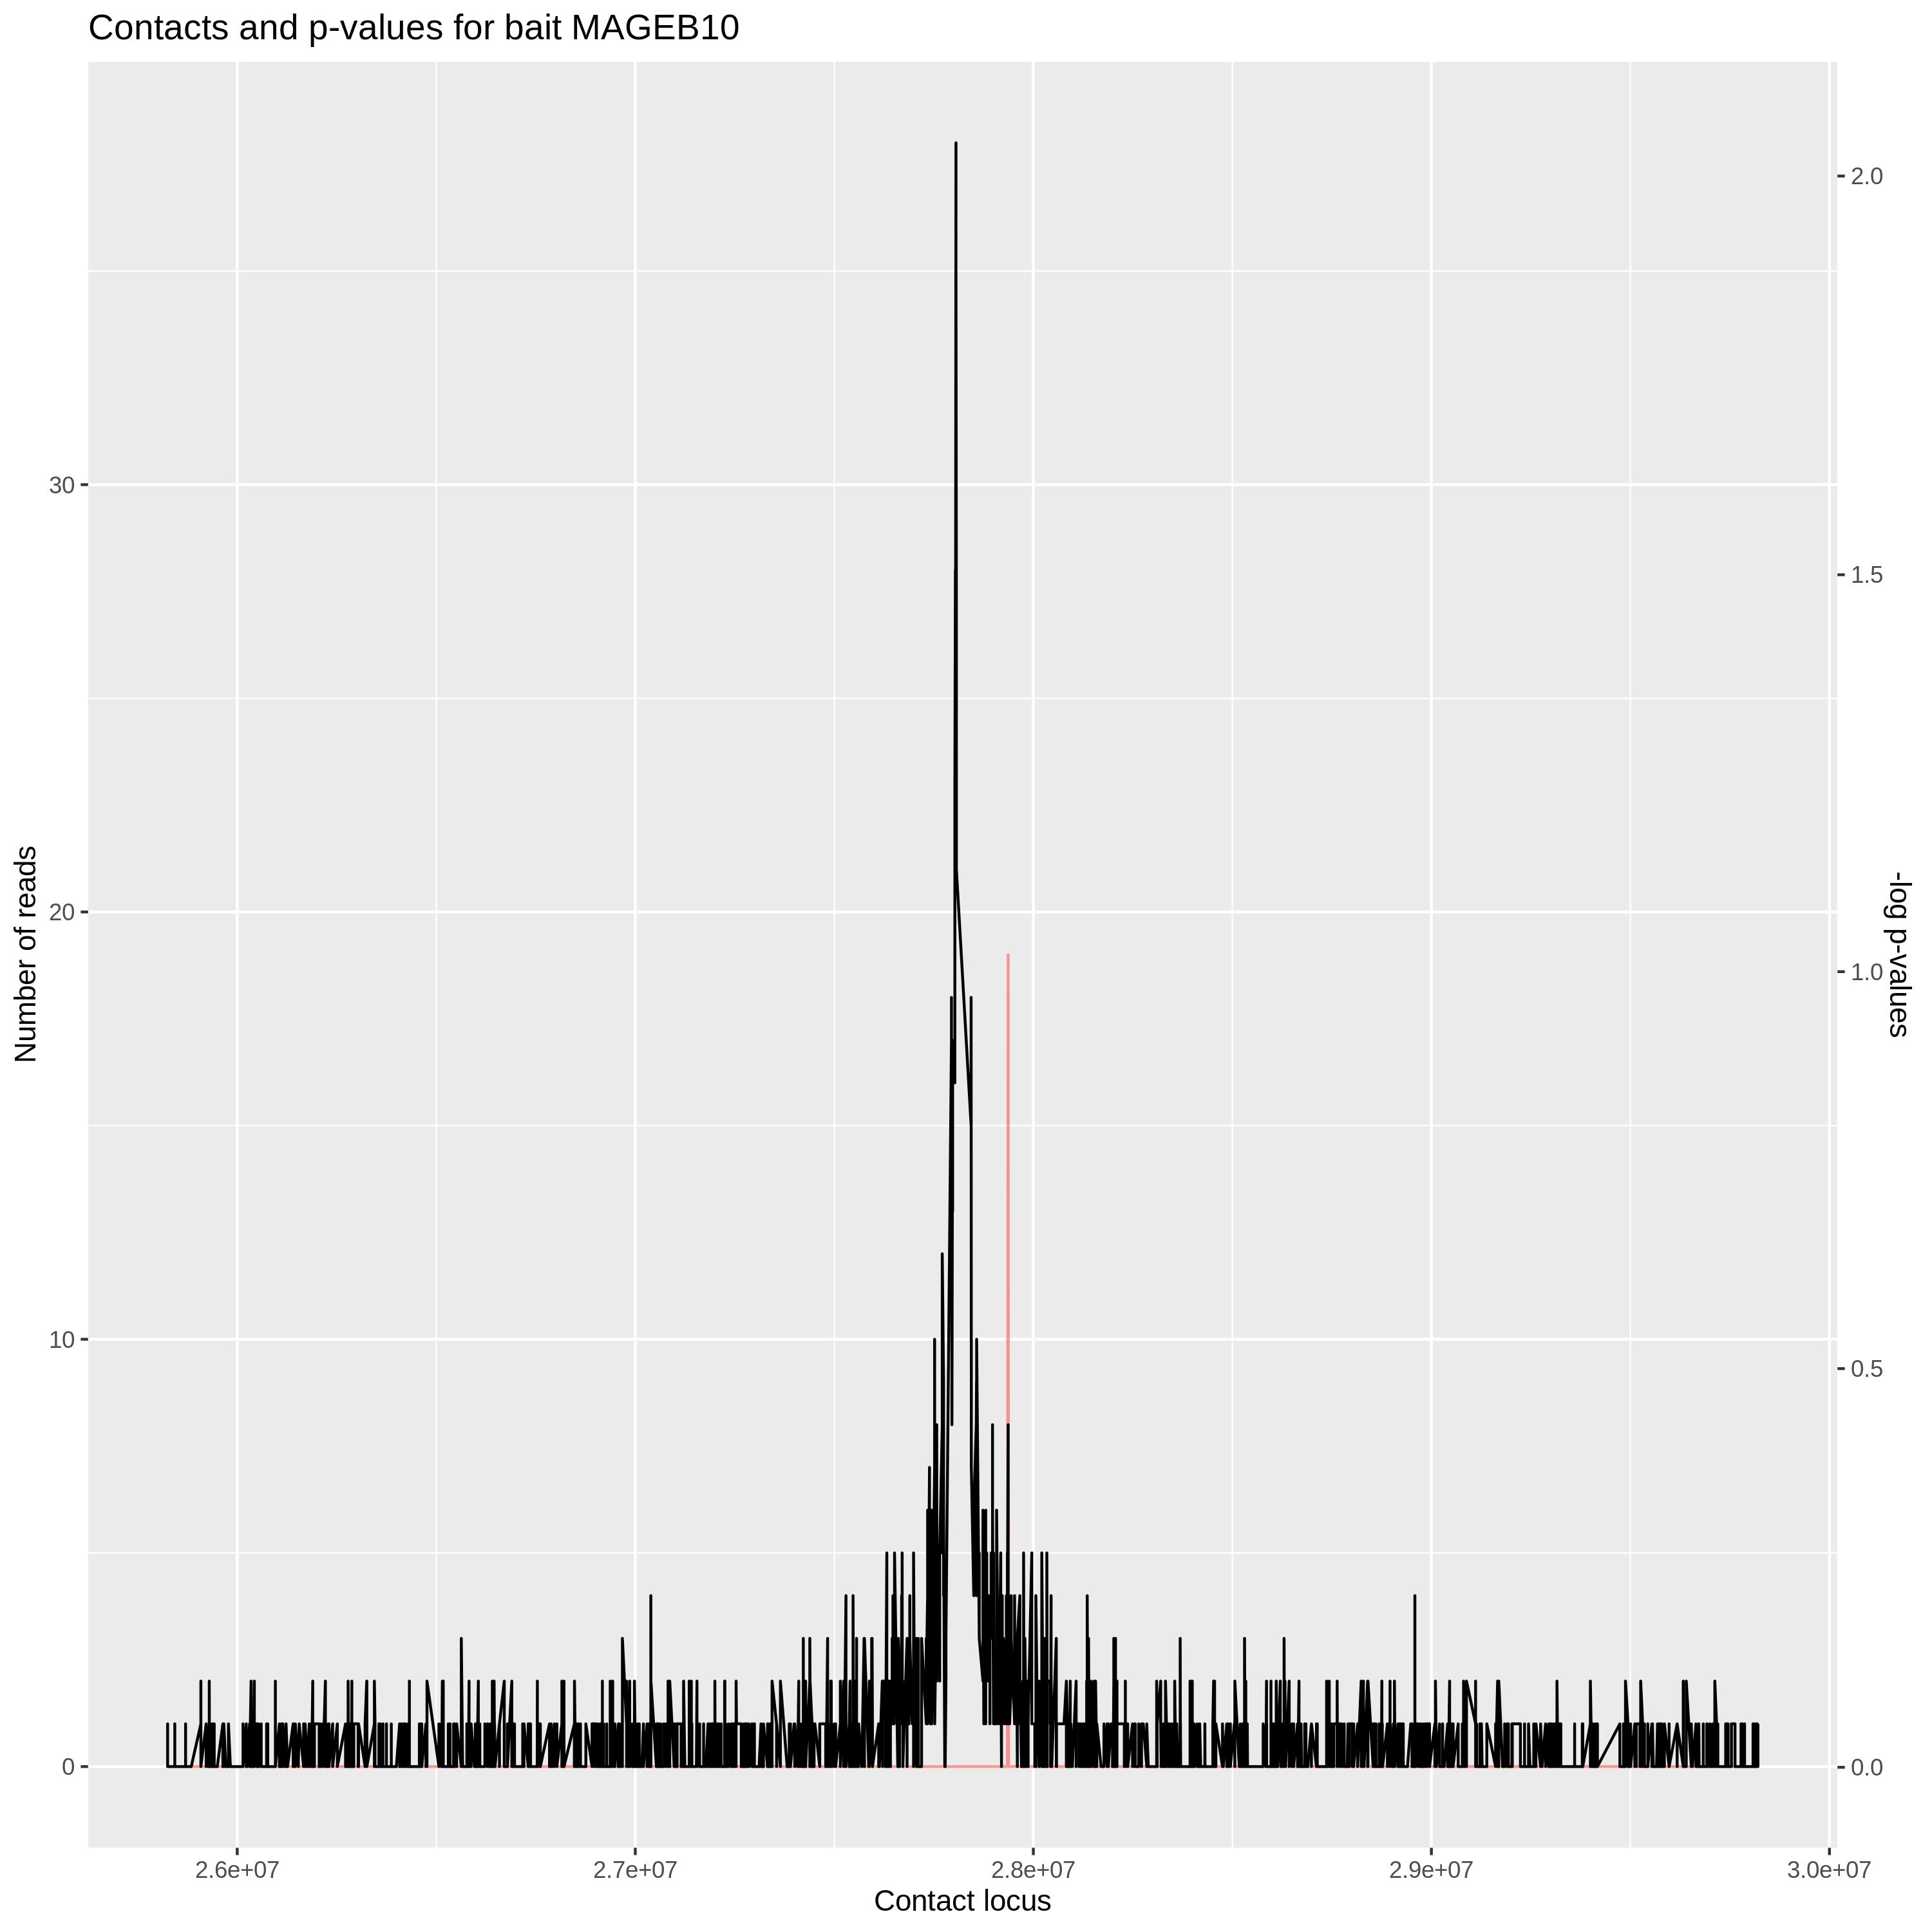 Contacts and p-values for bait MAGEB10
Number of reads
30
20
10
0
2.0
1.5
1.0
0.5
0.0
-log p-values
2.6e+07 2.7e+07 2.8e+07 2.9e+07 3.0e+07
Contact locus